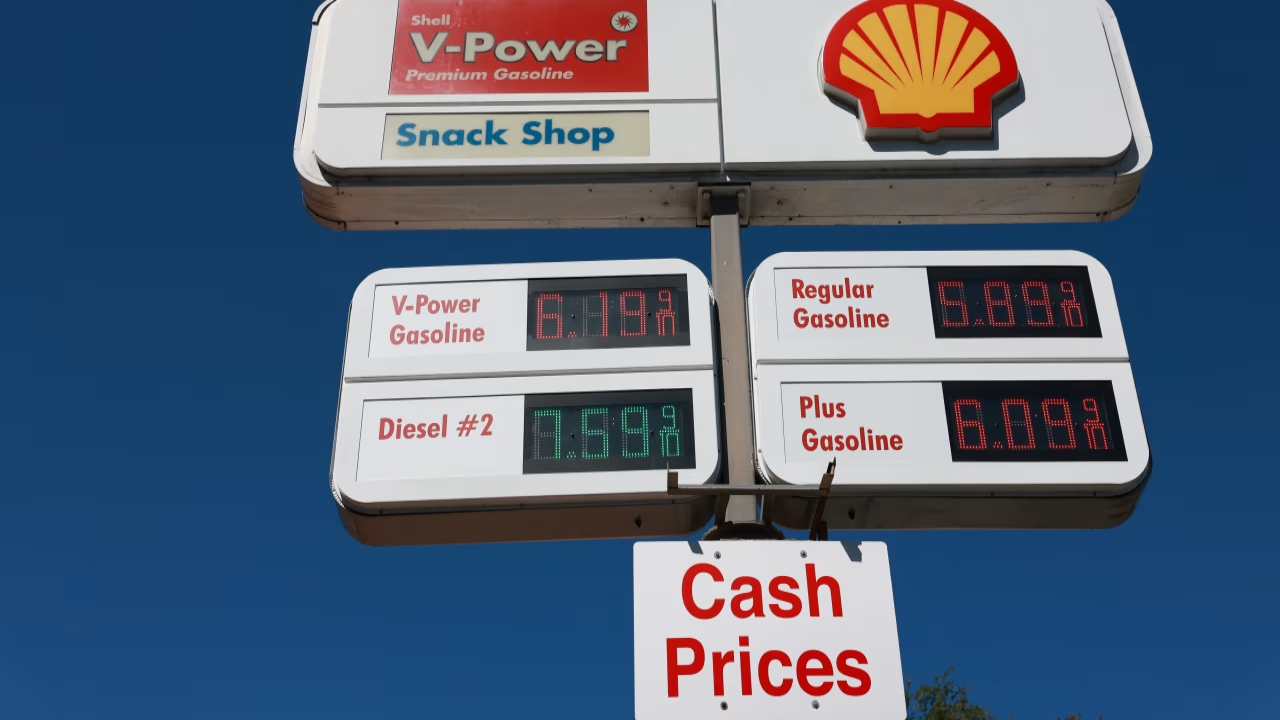 Shell
V-Power
Premium Gasoline
Snack Shop
V-Power
Gasoline
6.19 9/10
Diesel #2
7.59 9/10
Regular
Gasoline
5.89 9/10
Plus
Gasoline
6.09 9/10
Cash
Prices